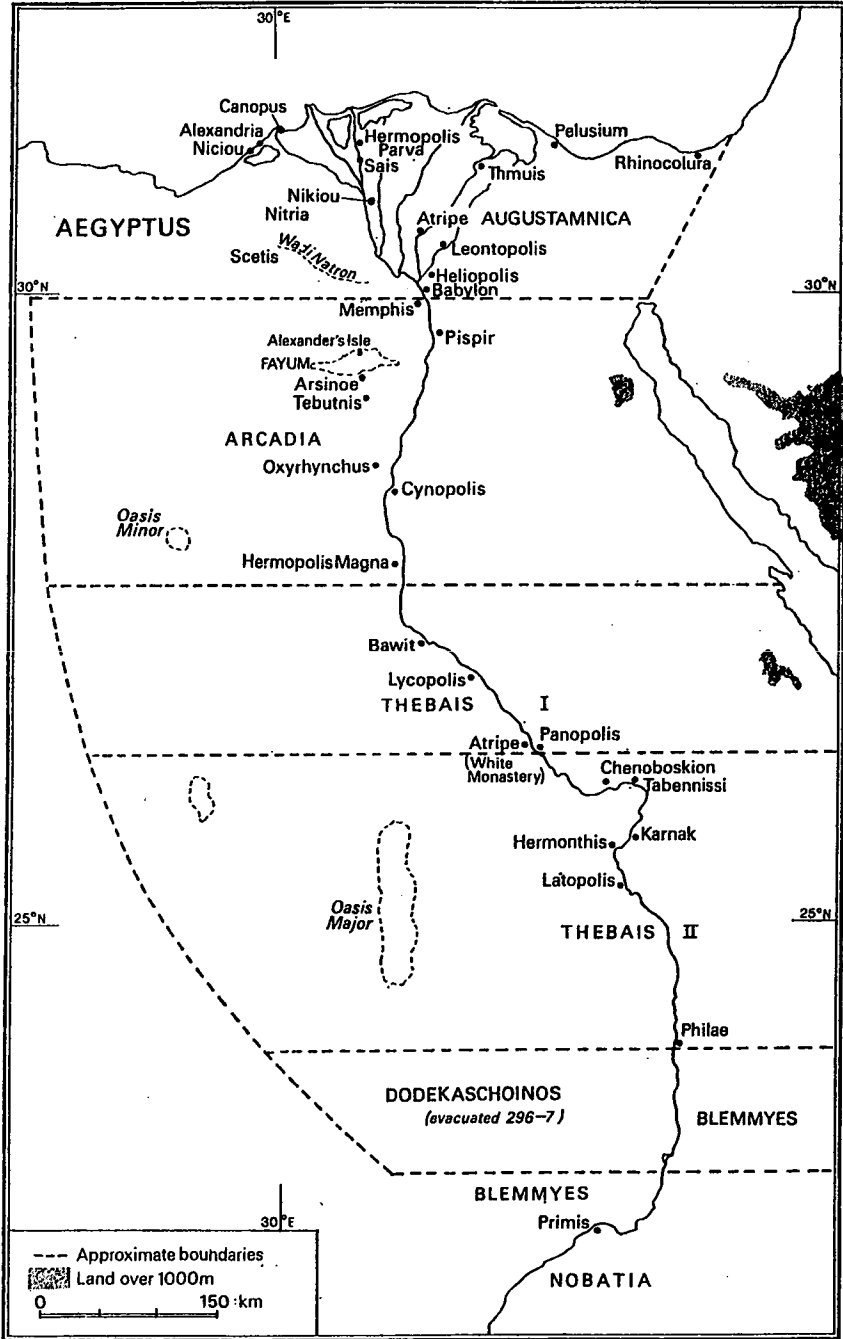 30°E
Canopus
Alexandria
Niciou
Hermopolis
Parva
Sais
Pelusium
Rhinocolura
Thmuis
Nikiou
Nitria
Atripe
AUGUSTAMNICA
AEGYPTUS
Leontopolis
Scetis
Wadi Natron
Heliopolis
Babylon
30°N
30°N
Memphis
Pispir
Alexander's Isle
FAYUM
Arsinoe
Tebutnis
ARCADIA
Oxyrhynchus
Cynopolis
Oasis
Minor
Hermopolis Magna
Bawit
Lycopolis
THEBAIS I
Atripe
(White
Monastery)
Panopolis
Chenoboskion
Tabennissi
Hermonthis
Karnak
Latopolis
Oasis
Major
25°N
25°N
THEBAIS II
Philae
DODEKASCHOINOS
(evacuated 296-7)
BLEMMYES
BLEMMYES
Primis
30°E
NOBATIA
Approximate boundaries
Land over 1000m
0 150 km